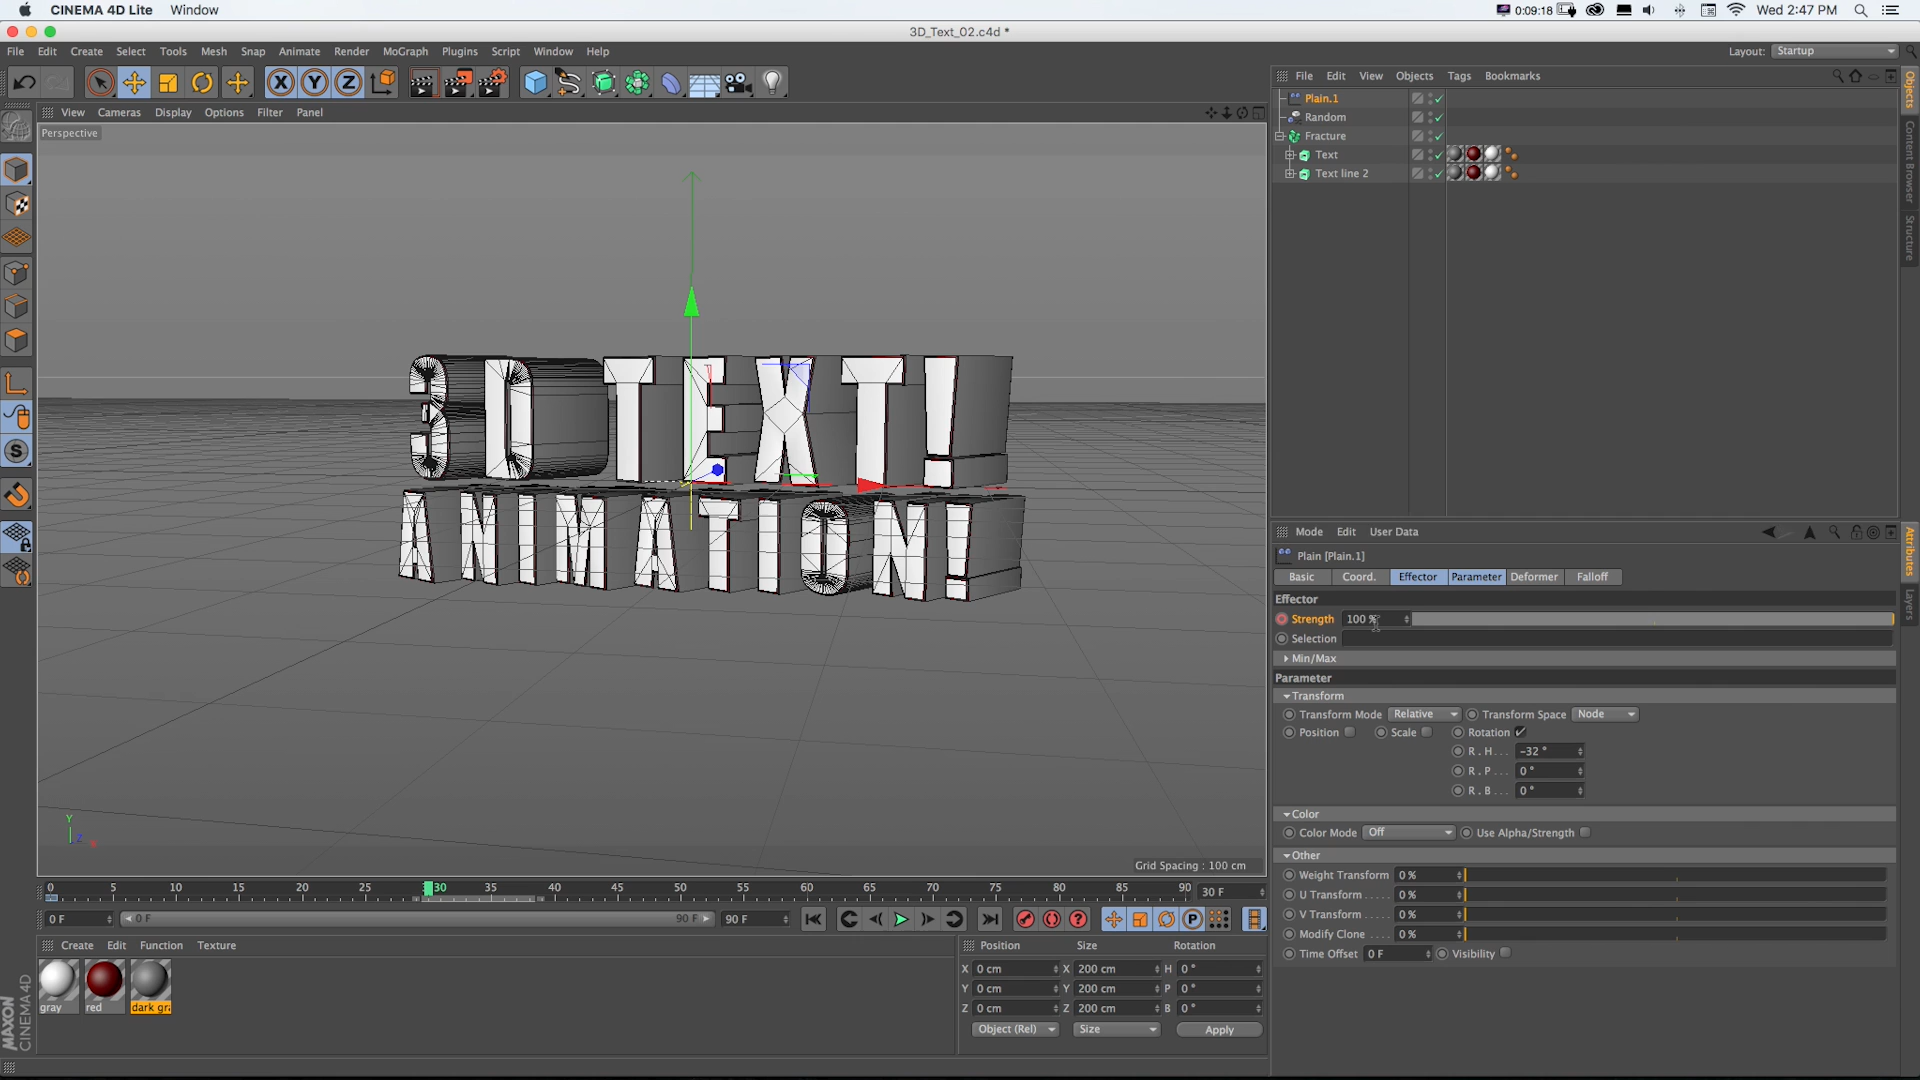 CINEMA 4D Lite Window
0:09:18 Wed 2:47 PM
3D_Text_02.c4d *
File Edit Create Select Tools Mesh Snap Animate Render MoGraph Plugins Script Window Help
Layout: Startup
X Y Z
View Cameras Display Options Filter Panel
Perspective
3D TEXT!
ANIMATION!
Y
Z
Grid Spacing : 100 cm
0 5 10 15 20 25 30 35 40 45 50 55 60 65 70 75 80 85 90 30 F
0 F 0 F 90 F 90 F
Create Edit Function Texture
gray red dark gra
MAXON
CINEMA 4D
Position Size Rotation
X 0 cm X 200 cm H 0 °
Y 0 cm Y 200 cm P 0 °
Z 0 cm Z 200 cm B 0 °
Object (Rel) Size Apply
File Edit View Objects Tags Bookmarks
Plain.1
Random
Fracture
Text
Text line 2
Objects
Content Browser
Structure
Mode Edit User Data
Plain [Plain.1]
Basic Coord. Effector Parameter Deformer Falloff
Effector
Strength 100 %
Selection
Min/Max
Parameter
Transform
Transform Mode Relative Transform Space Node
Position Scale Rotation
R . H . . . -32 °
R . P . . . 0 °
R . B . . . 0 °
Color
Color Mode Off Use Alpha/Strength
Other
Weight Transform 0 %
U Transform . . . . . 0 %
V Transform . . . . . 0 %
Modify Clone . . . . 0 %
Time Offset 0 F Visibility
Attributes
Layers